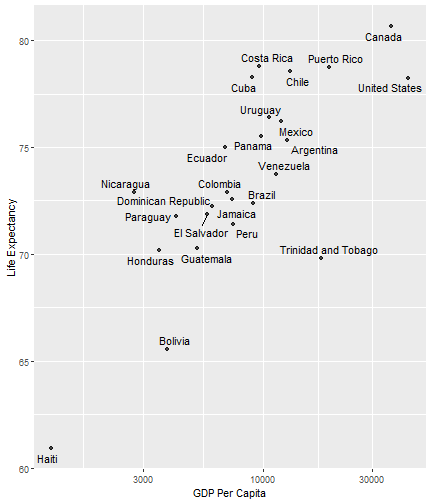 80
75
70
65
60
Life Expectancy
Canada
Costa Rica
Puerto Rico
Cuba
Chile
United States
Uruguay
Mexico
Panama
Argentina
Ecuador
Venezuela
Nicaragua
Colombia
Dominican Republic
Brazil
Paraguay
Jamaica
El Salvador
Peru
Honduras
Guatemala
Trinidad and Tobago
Bolivia
Haiti
3000
10000
30000
GDP Per Capita